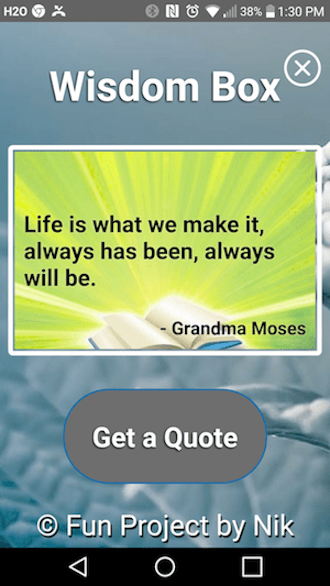 H2O 38% 1:30 PM
Wisdom Box
Life is what we make it,
always has been, always
will be.
- Grandma Moses
Get a Quote
© Fun Project by Nik